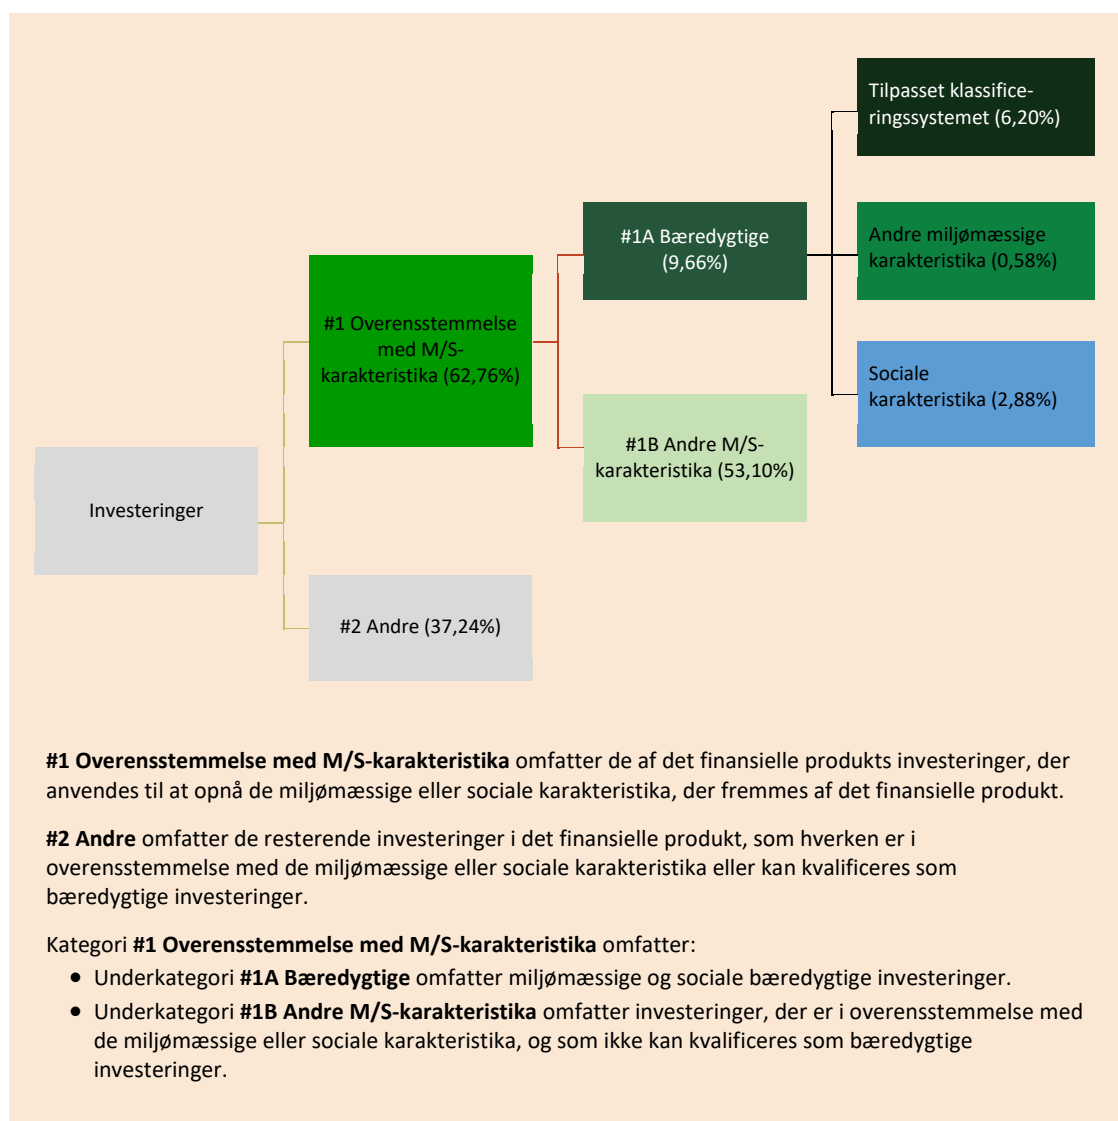 Tilpasset klassifice-
ringssystemet (6,20%)
#1A Bæredygtige
(9,66%)
Andre miljømæssige
karakteristika (0,58%)
#1 Overensstemmelse
med M/S-
karakteristika (62,76%)
Sociale
karakteristika (2,88%)
#1B Andre M/S-
karakteristika (53,10%)
Investeringer
#2 Andre (37,24%)
#1 Overensstemmelse med M/S-karakteristika omfatter de af det finansielle produkts investeringer, der
anvendes til at opnå de miljømæssige eller sociale karakteristika, der fremmes af det finansielle produkt.
#2 Andre omfatter de resterende investeringer i det finansielle produkt, som hverken er i
overensstemmelse med de miljømæssige eller sociale karakteristika eller kan kvalificeres som
bæredygtige investeringer.
Kategori #1 Overensstemmelse med M/S-karakteristika omfatter:
• Underkategori #1A Bæredygtige omfatter miljømæssige og sociale bæredygtige investeringer.
• Underkategori #1B Andre M/S-karakteristika omfatter investeringer, der er i overensstemmelse med
de miljømæssige eller sociale karakteristika, og som ikke kan kvalificeres som bæredygtige
investeringer.